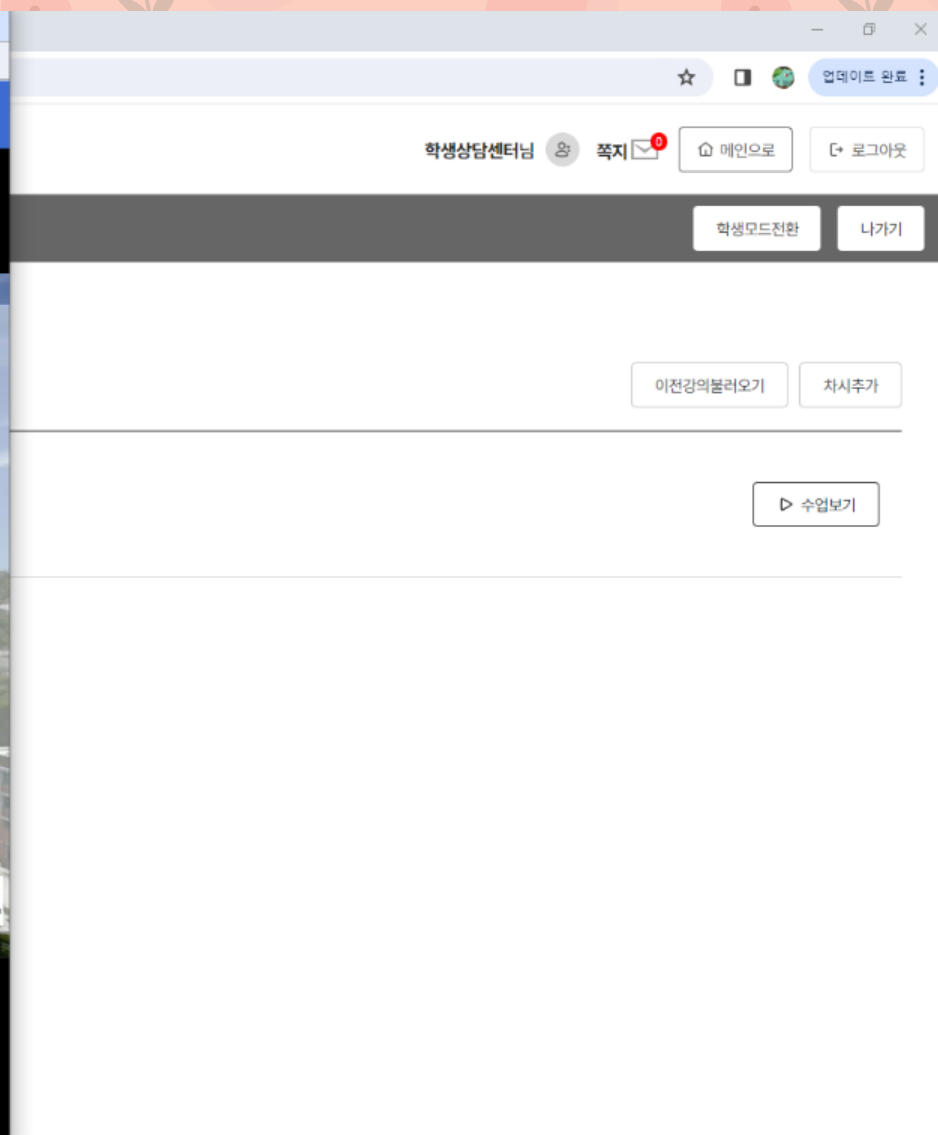 업데이트 완료
학생상담센터님 쪽지 0 메인으로 로그아웃
학생모드전환 나가기
이전강의불러오기 차시추가
수업보기